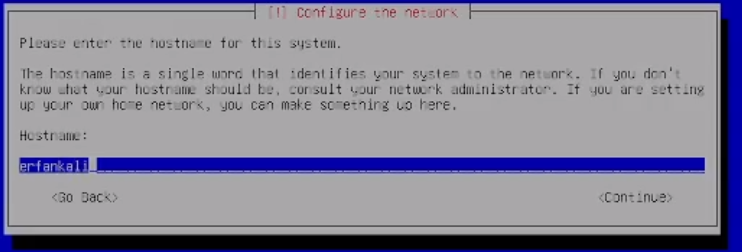 [!] Configure the network
Please enter the hostname for this system.
The hostname is a single word that identifies your system to the network. If you don't
know what your hostname should be, consult your network administrator. If you are setting
up your own home network, you can make something up here.
Hostname:
erfankali
<Go Back> <Continue>